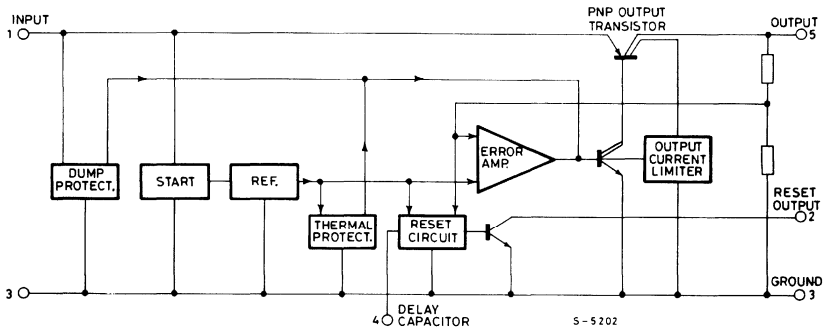 INPUT
1
PNP OUTPUT
TRANSISTOR
OUTPUT
5
DUMP
PROTECT.
START
REF.
THERMAL
PROTECT.
RESET
CIRCUIT
ERROR
AMP.
OUTPUT
CURRENT
LIMITER
RESET
OUTPUT
2
3
GROUND
3
4
DELAY
CAPACITOR
S-5202